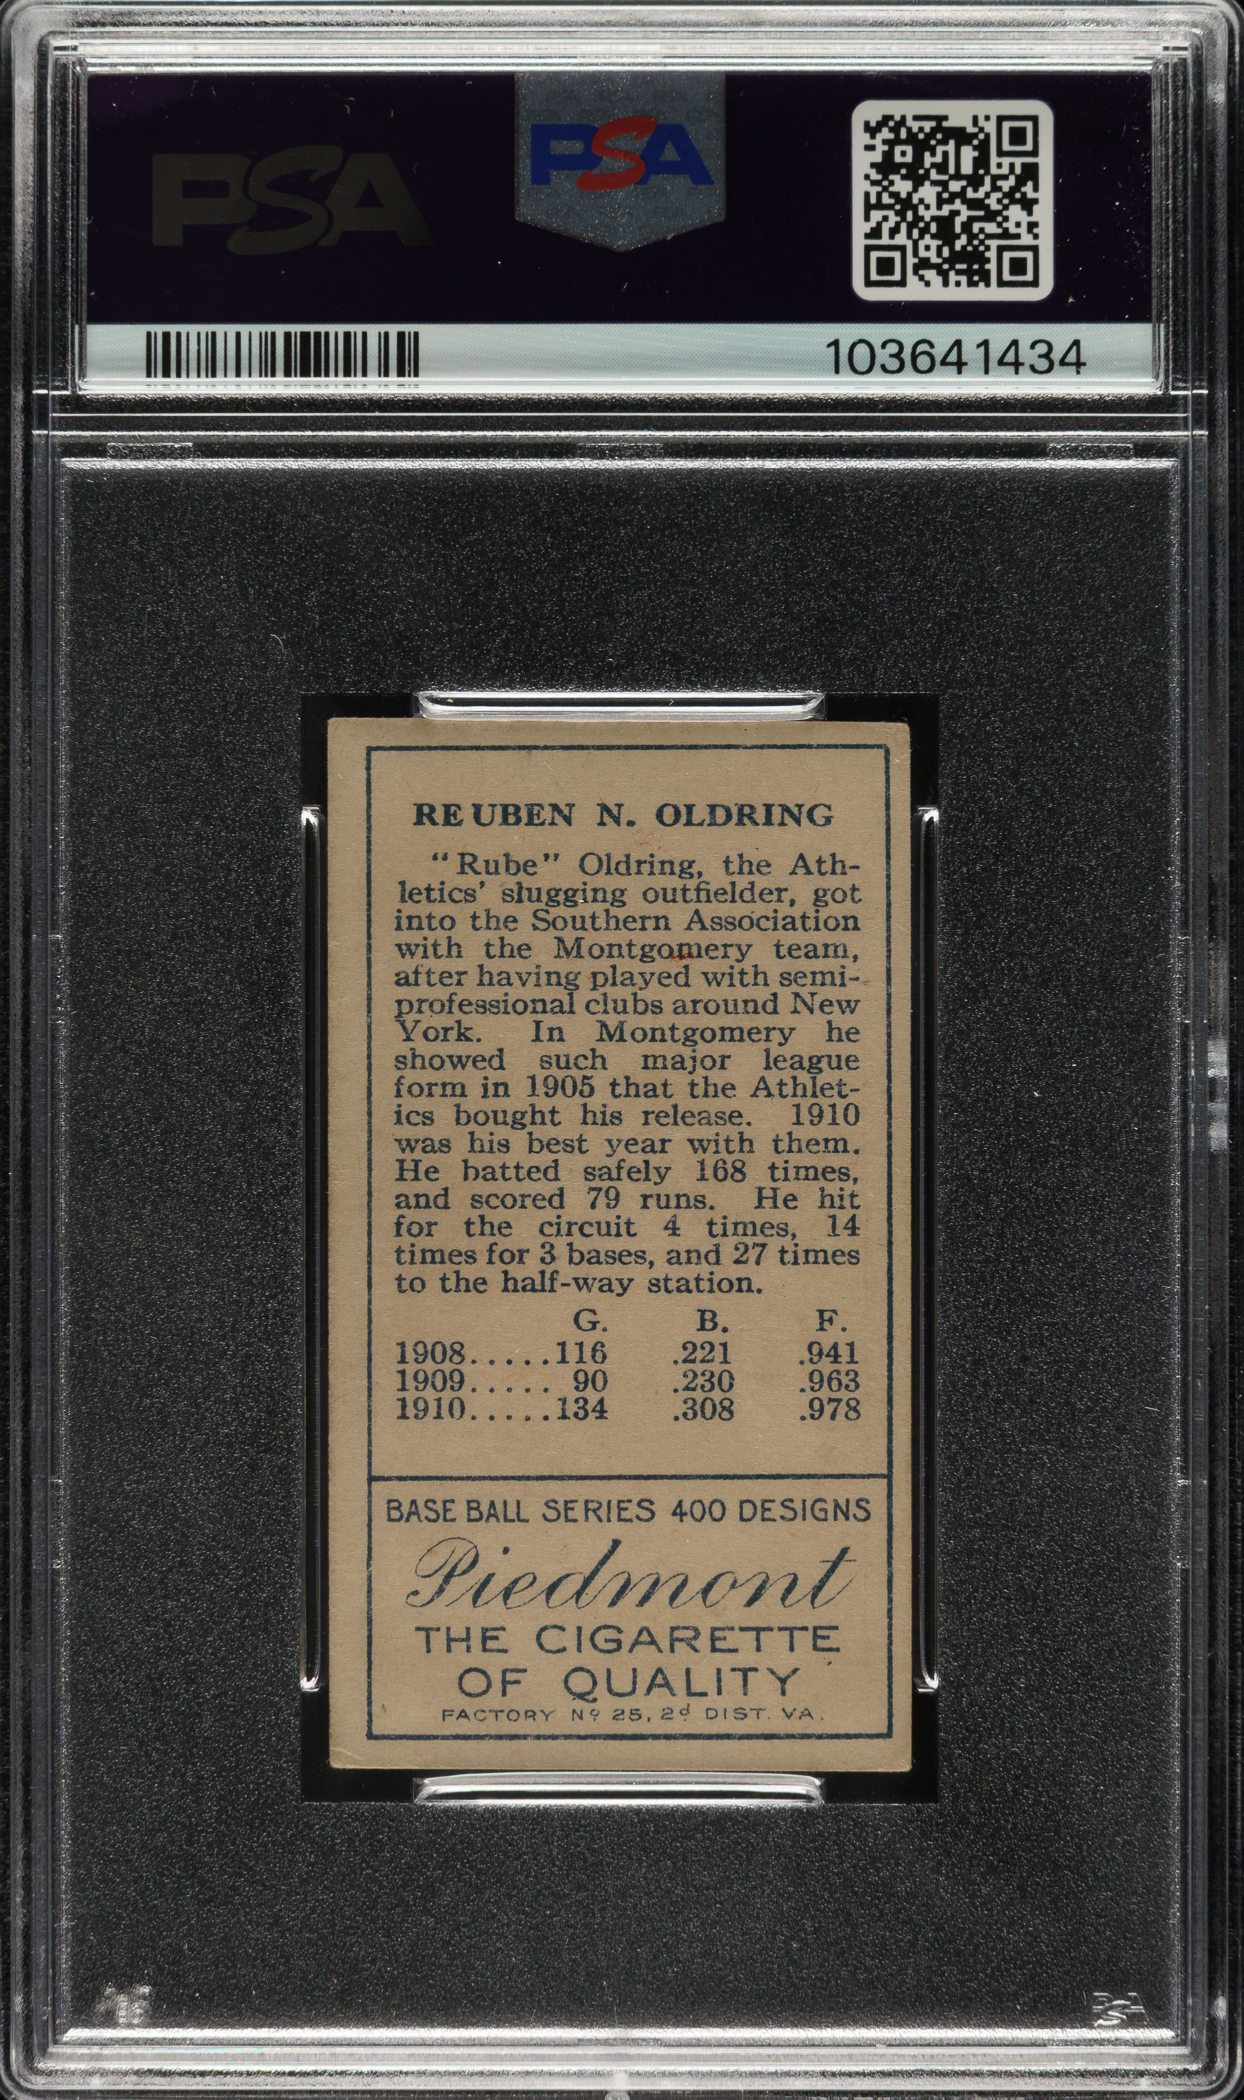 PSA
PSA
103641434
REUBEN N. OLDRING
"Rube" Oldring, the Ath-
letics' slugging outfielder, got
into the Southern Association
with the Montgomery team,
after having played with semi-
professional clubs around New
York. In Montgomery he
showed such major league
form in 1905 that the Athlet-
ics bought his release. 1910
was his best year with them.
He batted safely 168 times,
and scored 79 runs. He hit
for the circuit 4 times, 14
times for 3 bases, and 27 times
to the half-way station.
G. B. F.
1908.....116 .221 .941
1909..... 90 .230 .963
1910.....134 .308 .978
BASE BALL SERIES 400 DESIGNS
Piedmont
THE CIGARETTE
OF QUALITY
FACTORY Nº 25, 2d DIST. VA.
PSA